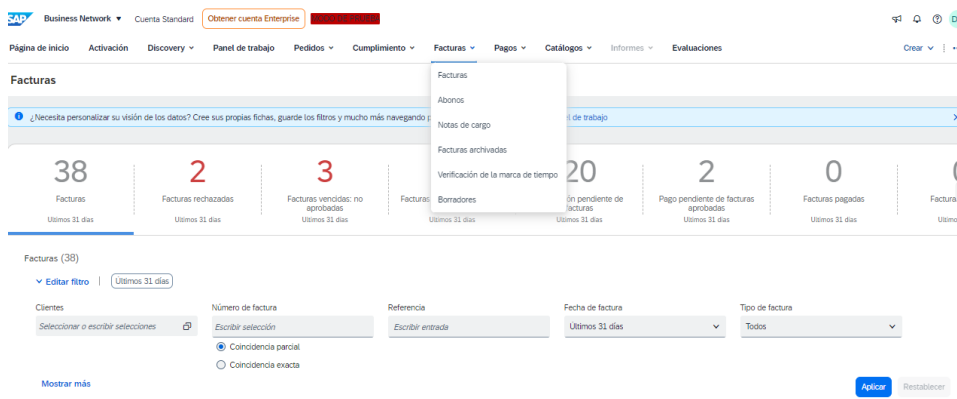 SAP Business Network Cuenta Standard Obtener cuenta Enterprise MODO DE PRUEBA
Página de inicio Activación Discovery Panel de trabajo Pedidos Cumplimiento Facturas Pagos Catálogos Informes Evaluaciones Crear
Facturas
Facturas
Abonos
Notas de cargo
Facturas archivadas
Verificación de la marca de tiempo
Borradores
¿Necesita personalizar su visión de los datos? Cree sus propias fichas, guarde los filtros y mucho más navegando
de trabajo
38 2 3 20 2 0
Facturas Facturas rechazadas Facturas vencidas: no Facturas pendiente de Pago pendiente de facturas Facturas pagadas
aprobadas facturas aprobadas
Últimos 31 días Últimos 31 días Últimos 31 días Últimos 31 días Últimos 31 días Últimos 31 días Últimos 31 días
Facturas (38)
Editar filtro Últimos 31 días
Clientes Número de factura Referencia Fecha de factura Tipo de factura
Seleccionar o escribir selecciones Escribir selección Escribir entrada Últimos 31 días Todos
Coincidencia parcial
Coincidencia exacta
Mostrar más Aplicar Restablecer